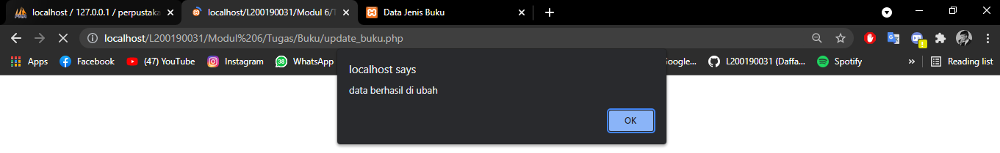 localhost / 127.0.0.1 / perpustaka
localhost/L200190031/Modul 6/T
Data Jenis Buku
localhost/L200190031/Modul%206/Tugas/Buku/update_buku.php
Apps
Facebook
(47) YouTube
Instagram
38
WhatsApp
Google...
L200190031 (Daffa...
Spotify
»
Reading list
localhost says
data berhasil di ubah
OK